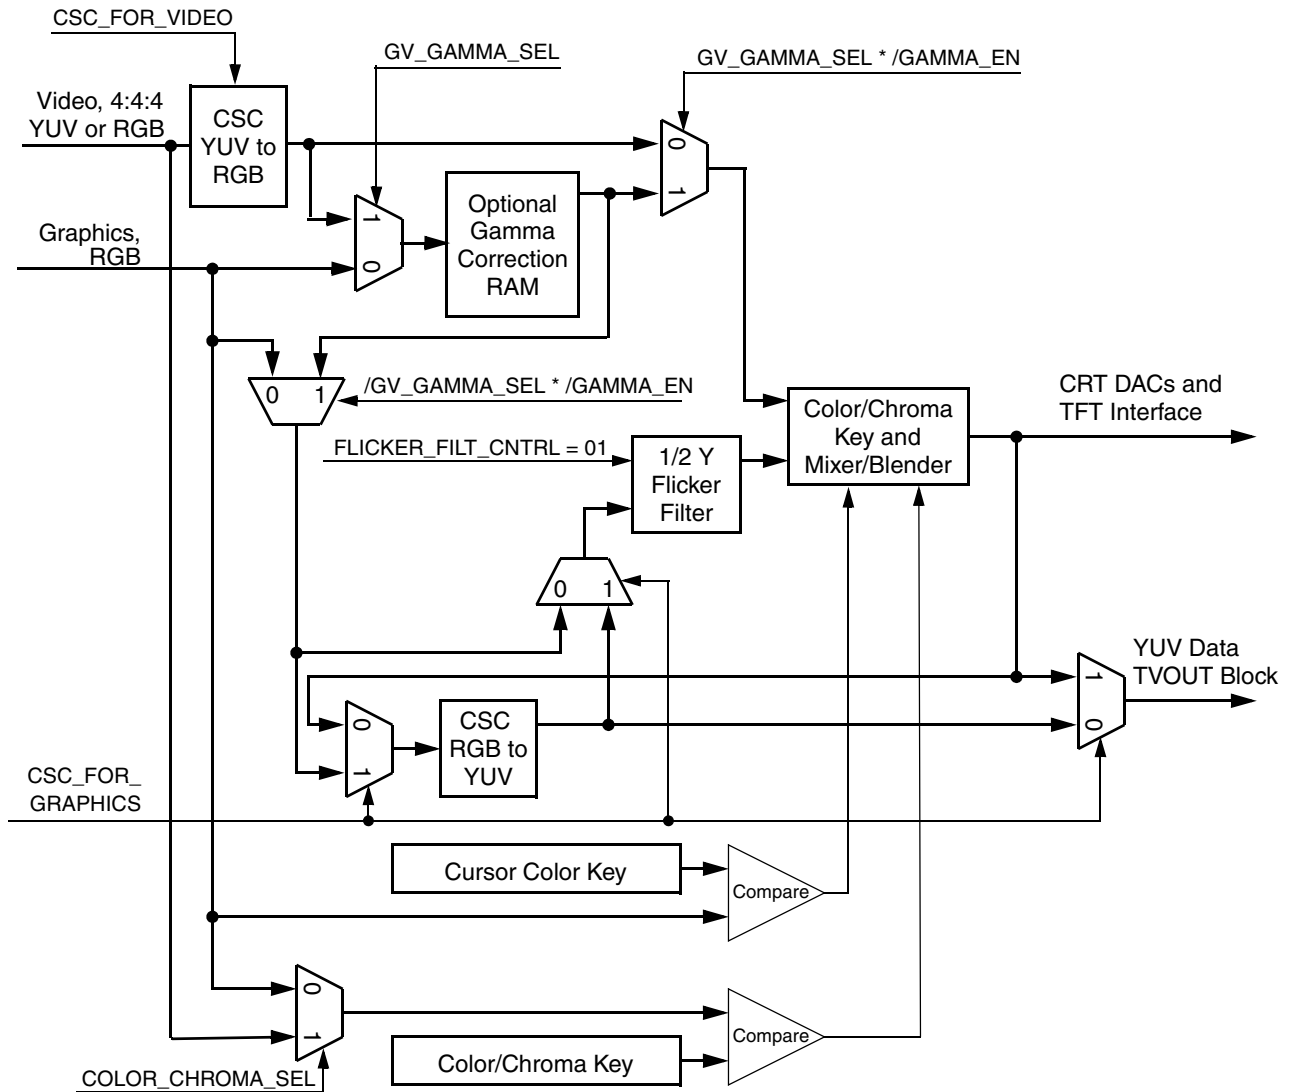 CSC_FOR_VIDEO
GV_GAMMA_SEL
GV_GAMMA_SEL * /GAMMA_EN
Video, 4:4:4
YUV or RGB
CSC
YUV to
RGB
0
1
1
0
Optional
Gamma
Correction
RAM
Graphics,
RGB
0 1
/GV_GAMMA_SEL * /GAMMA_EN
Color/Chroma
Key and
Mixer/Blender
CRT DACs and
TFT Interface
FLICKER_FILT_CNTRL = 01
1/2 Y
Flicker
Filter
0 1
YUV Data
TVOUT Block
1
0
0
1
CSC
RGB to
YUV
CSC_FOR_
GRAPHICS
Cursor Color Key
Compare
0
1
Compare
Color/Chroma Key
COLOR_CHROMA_SEL